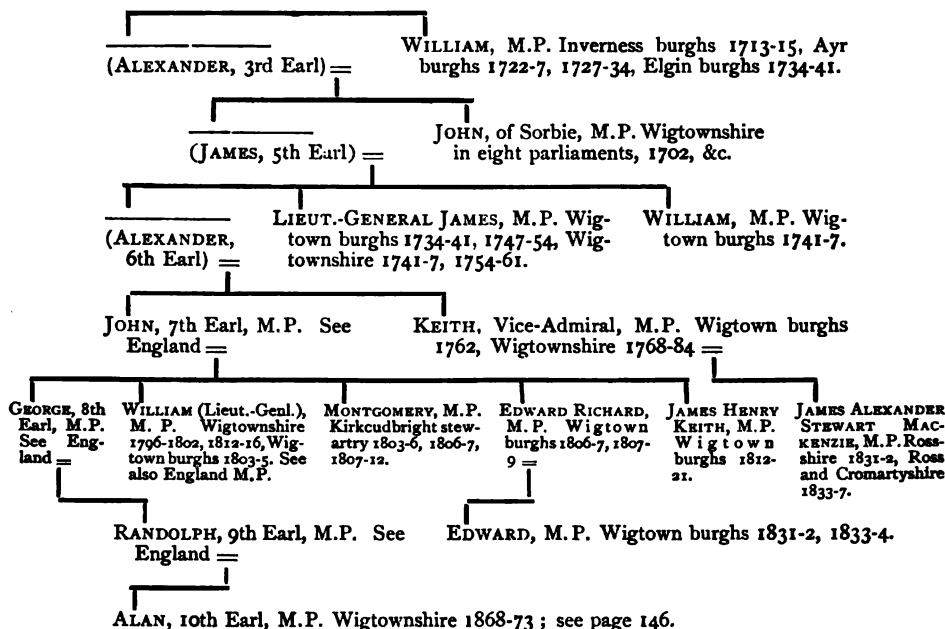 WILLIAM, M.P. Inverness burghs 1713-15, Ayr
burghs 1722-7, 1727-34, Elgin burghs 1734-41.
(ALEXANDER, 3rd Earl) =
JOHN, of Sorbie, M.P. Wigtownshire
in eight parliaments, 1702, &c.
(JAMES, 5th Earl) =
(ALEXANDER,
6th Earl) =
LIEUT.-GENERAL JAMES, M.P. Wig-
town burghs 1734-41, 1747-54, Wig-
townshire 1741-7, 1754-61.
WILLIAM, M.P. Wig-
town burghs 1741-7.
JOHN, 7th Earl, M.P. See
England =
KEITH, Vice-Admiral, M.P. Wigtown burghs
1762, Wigtownshire 1768-84 =
GEORGE, 8th
Earl, M.P.
See Eng-
land =
WILLIAM (Lieut.-Genl.),
M. P. Wigtownshire
1796-1802, 1812-16, Wig-
town burghs 1803-5. See
also England M.P.
MONTGOMERY, M.P.
Kirkcudbright stew-
artry 1803-6, 1806-7,
1807-12.
EDWARD RICHARD,
M.P. Wigtown
burghs 1806-7, 1807-
9 =
JAMES HENRY
KEITH, M.P.
Wigtown
burghs 1812-
21.
JAMES ALEXANDER
STEWART MAC-
KENZIE, M.P. Ross-
shire 1831-2, Ross
and Cromartyshire
1833-7.
RANDOLPH, 9th Earl, M.P. See
England =
EDWARD, M.P. Wigtown burghs 1831-2, 1833-4.
ALAN, 10th Earl, M.P. Wigtownshire 1868-73 ; see page 146.